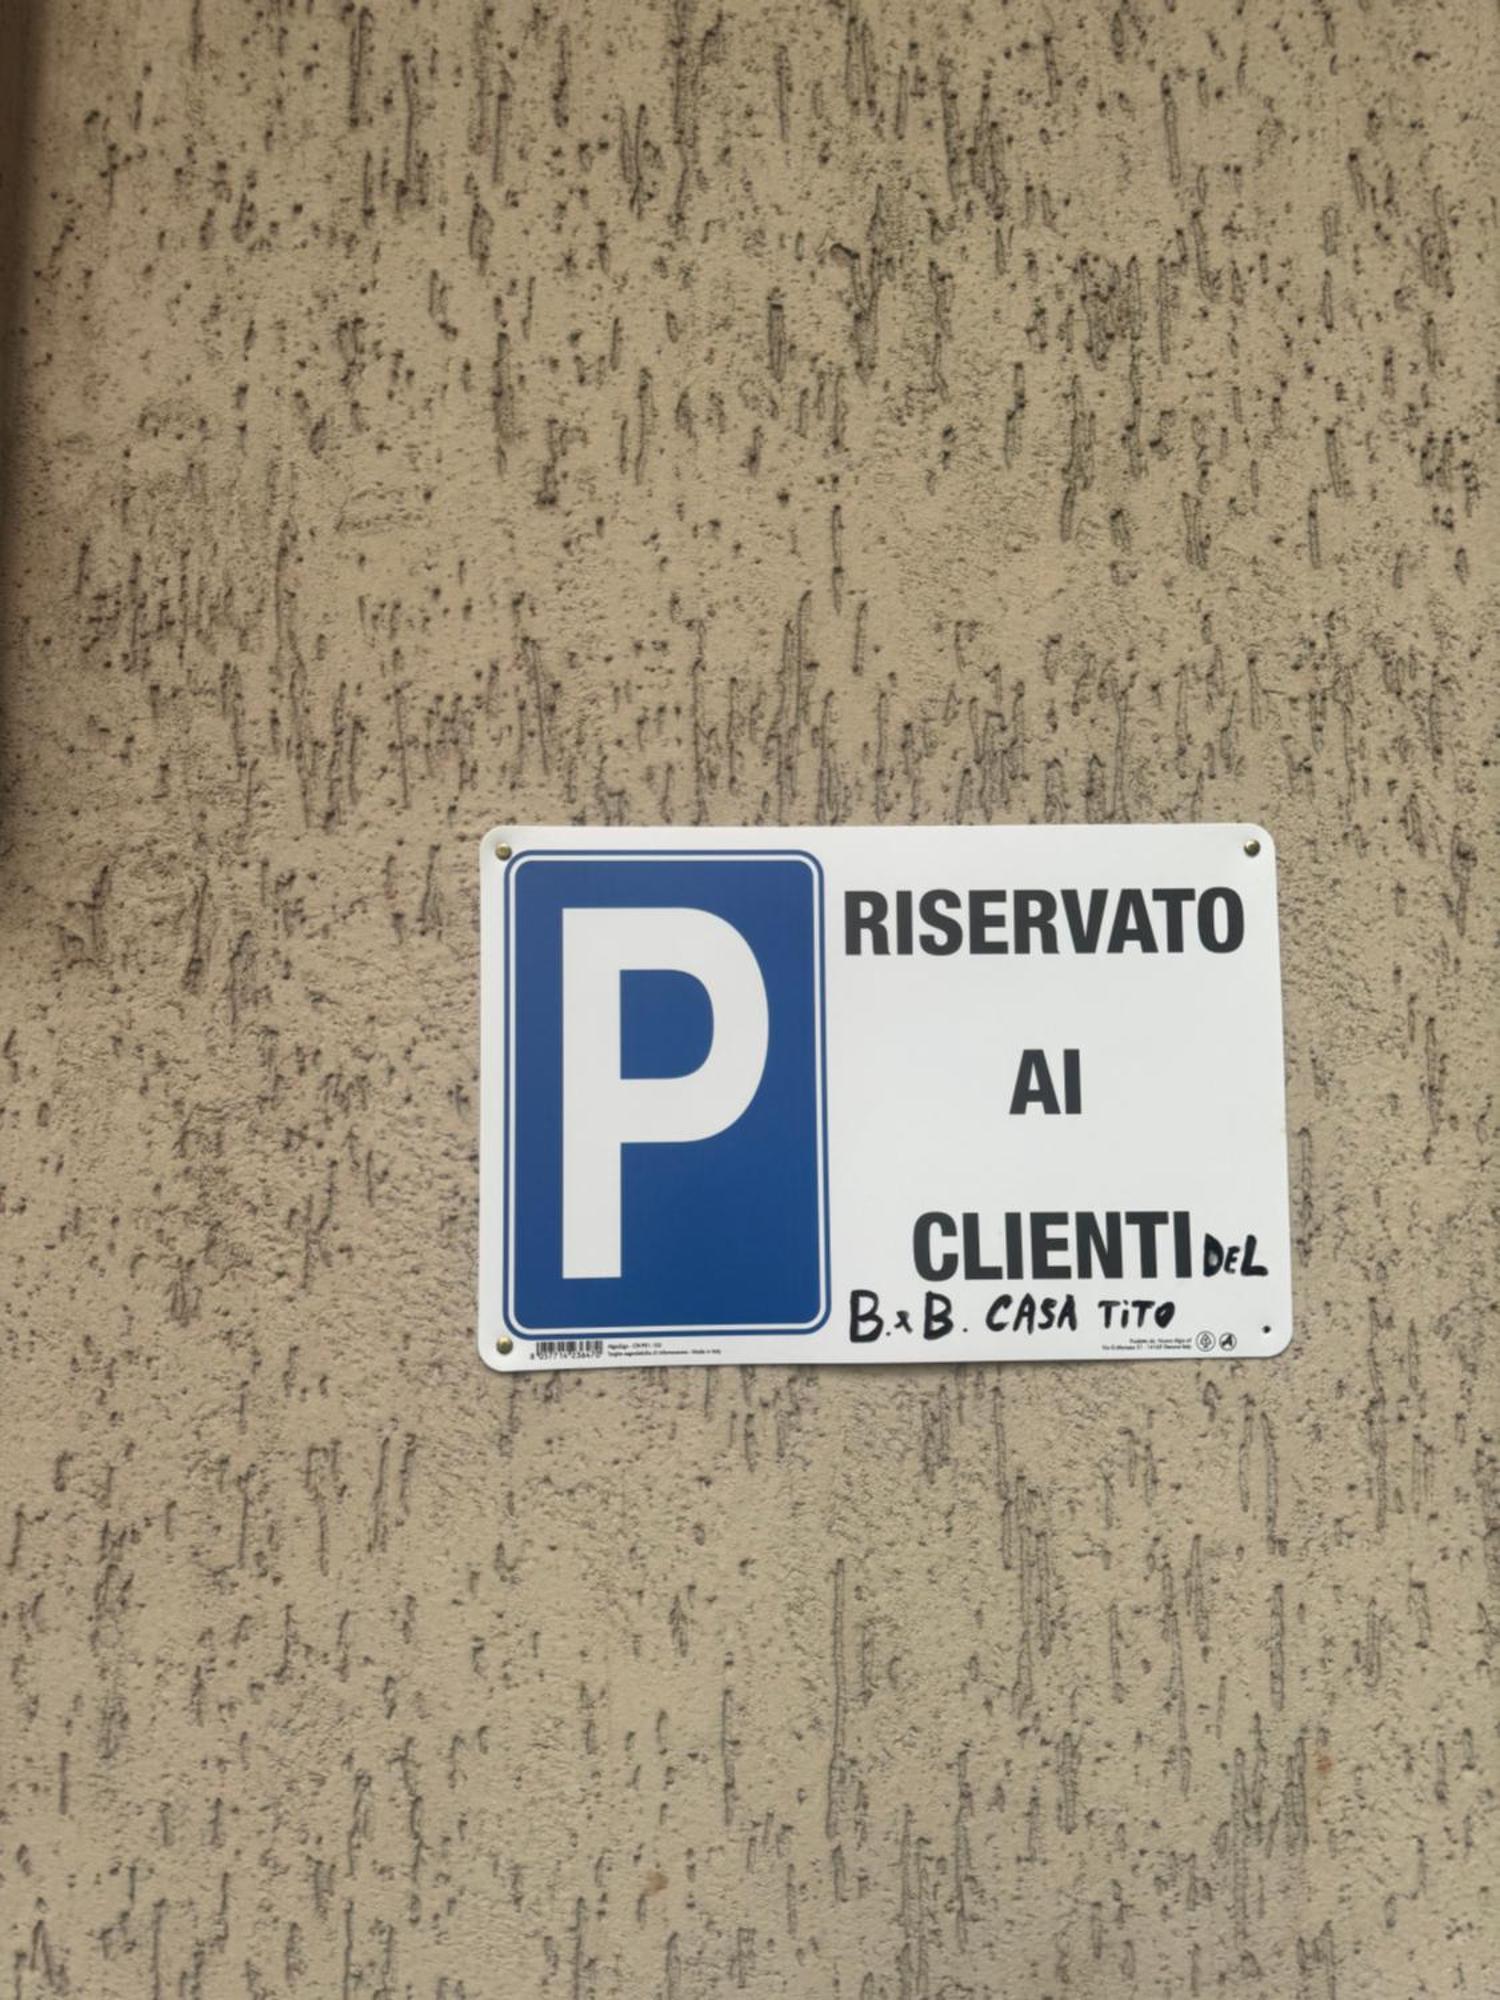 P
RISERVATO
AI
CLIENTI DEL
B.x B. CASA TiTO